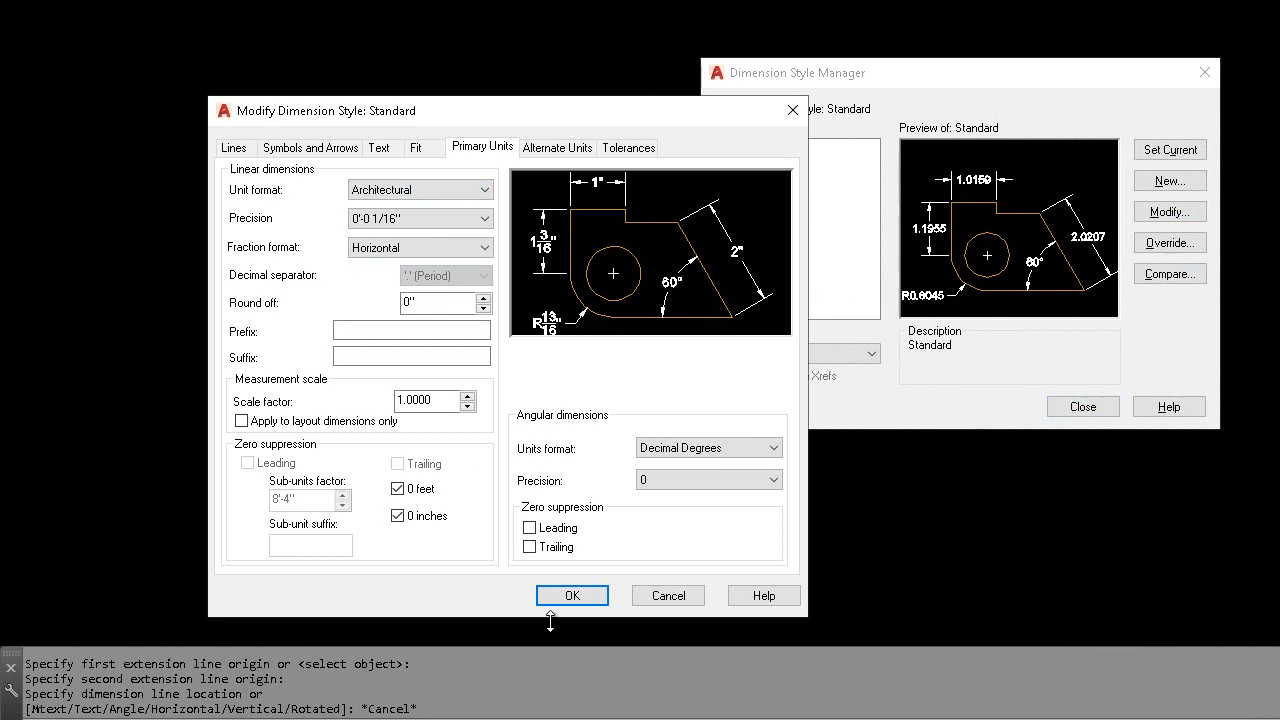 Dimension Style Manager
yle: Standard
Preview of: Standard
1.0159
1.1955
2.0207
60°
R0.6045
Set Current
New...
Modify...
Override...
Compare...
Description
Standard
Xrefs
Close
Help
Modify Dimension Style: Standard
Lines
Symbols and Arrows
Text
Fit
Primary Units
Alternate Units
Tolerances
Linear dimensions
Unit format:
Architectural
Precision
0'-0 1/16"
Fraction format:
Horizontal
Decimal separator:
'.' (Period)
Round off:
0"
Prefix:
Suffix:
Measurement scale
Scale factor:
1.0000
Apply to layout dimensions only
Zero suppression
Leading
Trailing
Sub-units factor:
8'-4"
0 feet
0 inches
Sub-unit suffix:
1"
1 3/16"
2"
60°
R13/16"
Angular dimensions
Units format:
Decimal Degrees
Precision:
0
Zero suppression
Leading
Trailing
OK
Cancel
Help
Specify first extension line origin or <select object>:
Specify second extension line origin:
Specify dimension line location or
[Mtext/Text/Angle/Horizontal/Vertical/Rotated]: *Cancel*